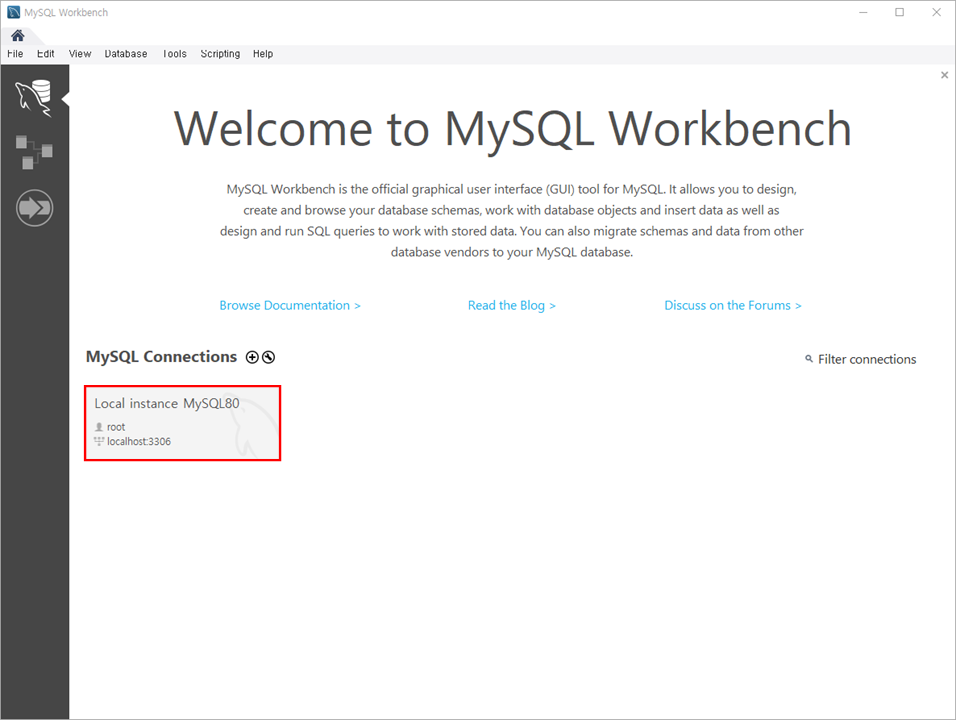 MySQL Workbench
File Edit View Database Tools Scripting Help
Welcome to MySQL Workbench
MySQL Workbench is the official graphical user interface (GUI) tool for MySQL. It allows you to design,
create and browse your database schemas, work with database objects and insert data as well as
design and run SQL queries to work with stored data. You can also migrate schemas and data from other
database vendors to your MySQL database.
Browse Documentation > Read the Blog > Discuss on the Forums >
MySQL Connections Filter connections
Local instance MySQL80
root
localhost:3306